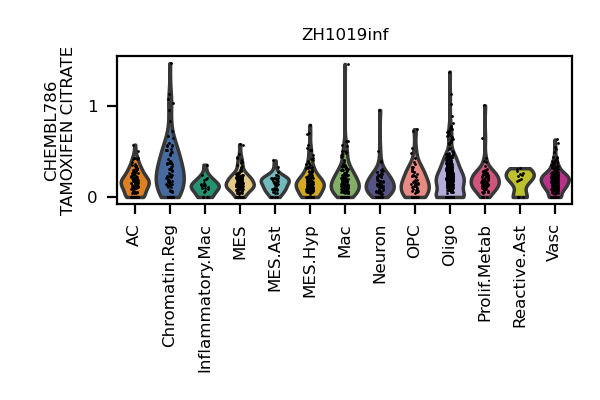 ZH1019inf
CHEMBL786
TAMOXIFEN CITRATE
1
0
AC
Chromatin.Reg
Inflammatory.Mac
MES
MES.Ast
MES.Hyp
Mac
Neuron
OPC
Oligo
Prolif.Metab
Reactive.Ast
Vasc